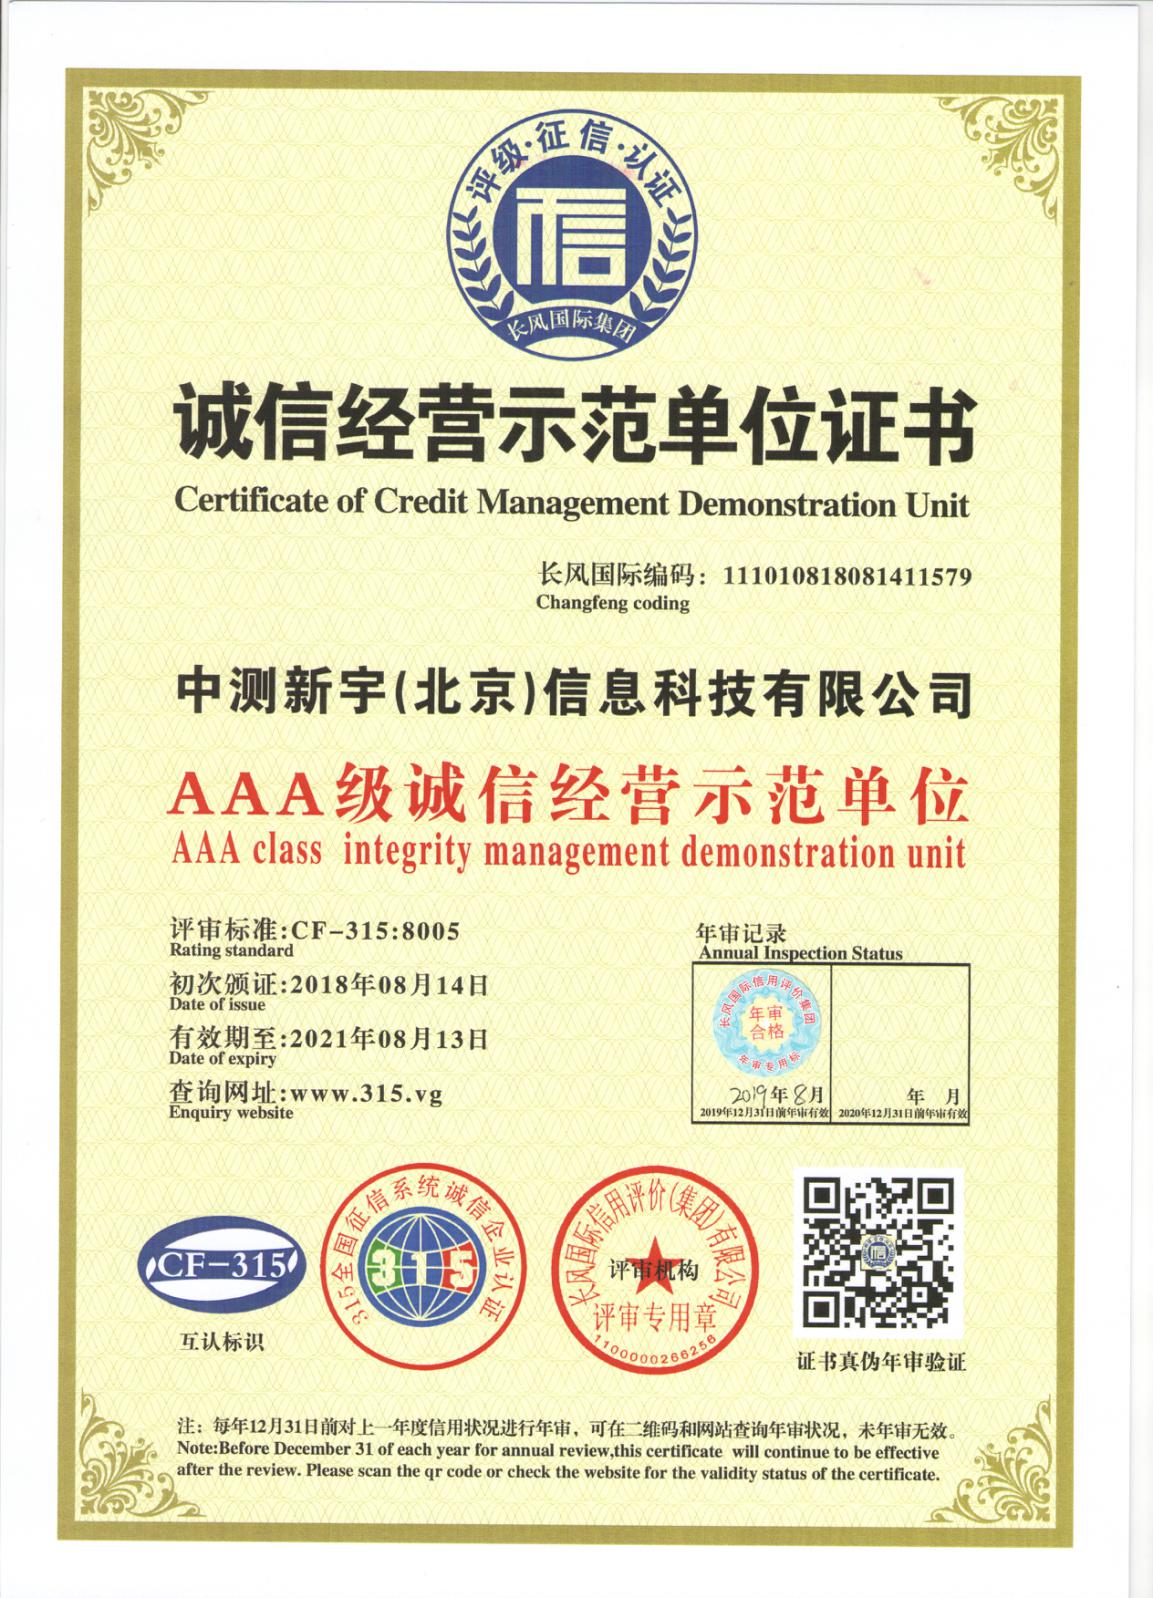 评级·征信·认证
信
长风国际集团
诚信经营示范单位证书
Certificate of Credit Management Demonstration Unit
长风国际编码：111010818081411579
Changfeng coding
中测新宇(北京)信息科技有限公司
AAA级诚信经营示范单位
AAA class integrity management demonstration unit
评审标准:CF-315:8005
Rating standard
初次颁证:2018年08月14日
Date of issue
有效期至:2021年08月13日
Date of expiry
查询网址:www.315.vg
Enquiry website
年审记录
Annual Inspection Status
长风国际信用评价集团
年审
合格
年审专用标
2019年8月
2019年12月31日前年审有效
年 月
2020年12月31日前年审有效
CF-315
互认标识
315全国征信系统诚信企业认证
315
长风国际信用评价(集团)有限公司
评审机构
评审专用章
1100000266256
信
证书真伪年审验证
注：每年12月31日前对上一年度信用状况进行年审，可在二维码和网站查询年审状况，未年审无效。
Note:Before December 31 of each year for annual review,this certificate will continue to be effective
after the review. Please scan the qr code or check the website for the validity status of the certificate.